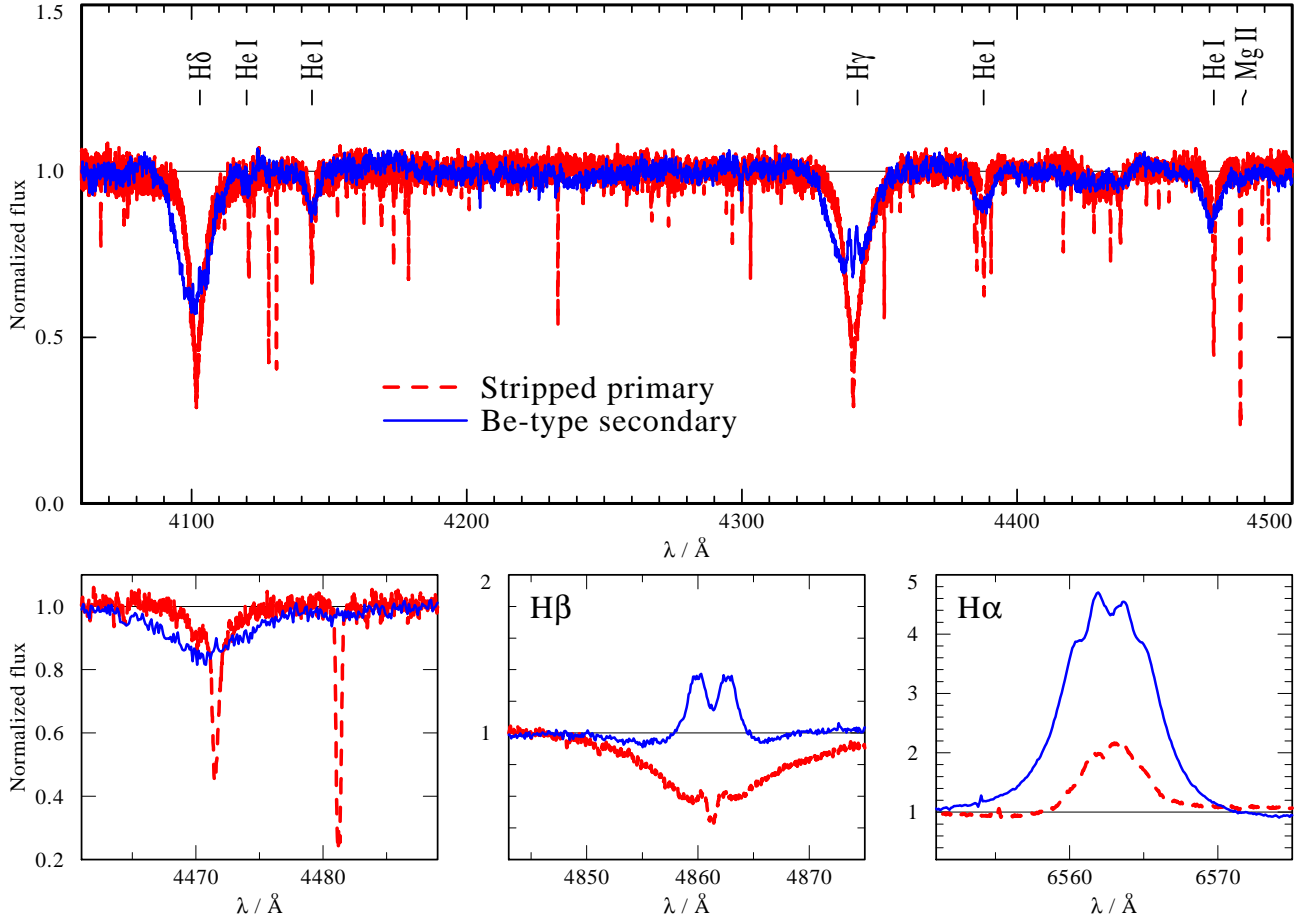 1.5
1.0
0.5
0.0
Normalized flux
Hδ
He I
He I
Hγ
He I
He I
Mg II
Stripped primary
Be-type secondary
4100
4200
4300
4400
4500
λ / Å
1.0
0.8
0.6
0.4
0.2
Normalized flux
4470
4480
λ / Å
Hβ
2
1
4850
4860
4870
λ / Å
Hα
5
4
3
2
1
6560
6570
λ / Å